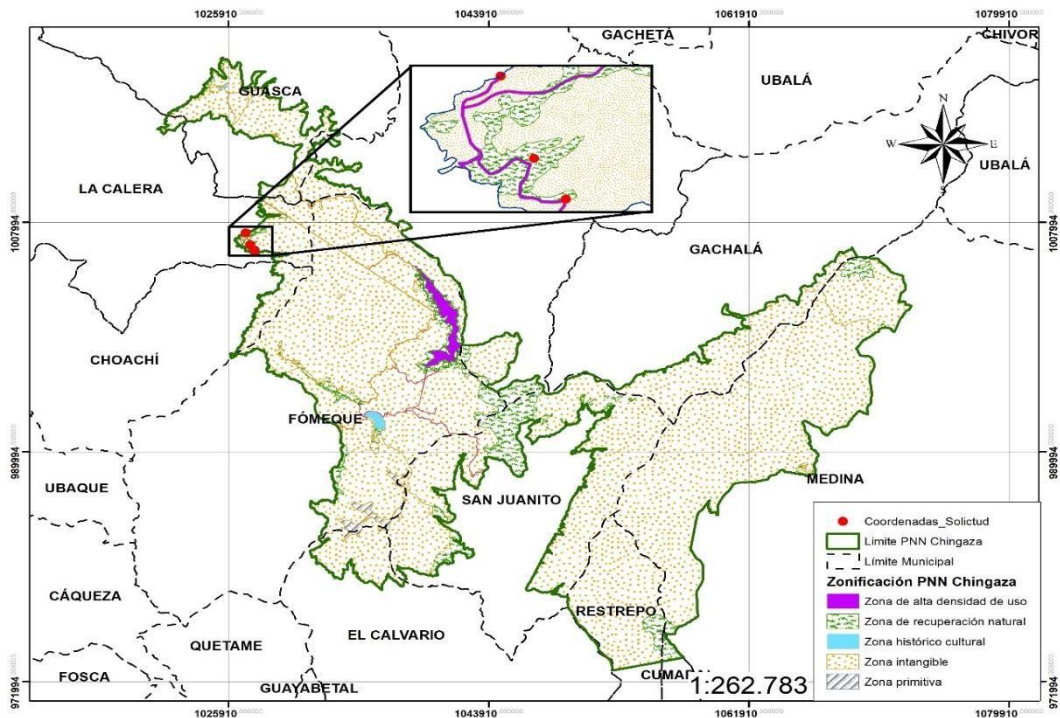 1025910
1043910
1061910
1079910
GACHETÁ
CHIVOR
UBALÁ
GUASCA
N
W
E
S
UBALÁ
LA CALERA
1007994
1007994
GACHALÁ
CHOACHÍ
FÓMEQUE
989994
989994
UBAQUE
SAN JUANITO
MEDINA
Coordenadas_Solictud
Limite PNN Chingaza
Límite Municipal
Zonificación PNN Chingaza
Zona de alta densidad de uso
Zona de recuperación natural
Zona histórico cultural
Zona intangible
Zona primitiva
CÁQUEZA
RESTREPO
EL CALVARIO
QUETAME
FOSCA
GUAYABETAL
1:262.783
971994
971994
1025910
1043910
1061910
1079910